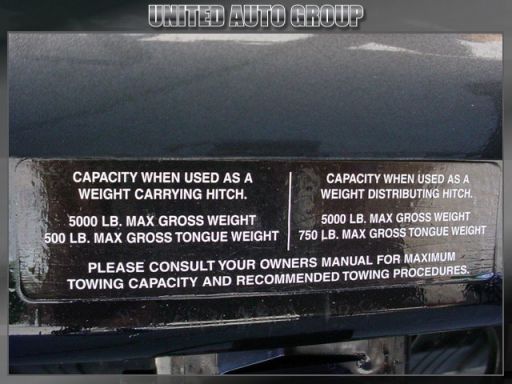 UNITED AUTO GROUP
CAPACITY WHEN USED AS A
WEIGHT CARRYING HITCH.
5000 LB. MAX GROSS WEIGHT
500 LB. MAX GROSS TONGUE WEIGHT
CAPACITY WHEN USED AS A
WEIGHT DISTRIBUTING HITCH.
5000 LB. MAX GROSS WEIGHT
750 LB. MAX GROSS TONGUE WEIGHT
PLEASE CONSULT YOUR OWNERS MANUAL FOR MAXIMUM
TOWING CAPACITY AND RECOMMENDED TOWING PROCEDURES.